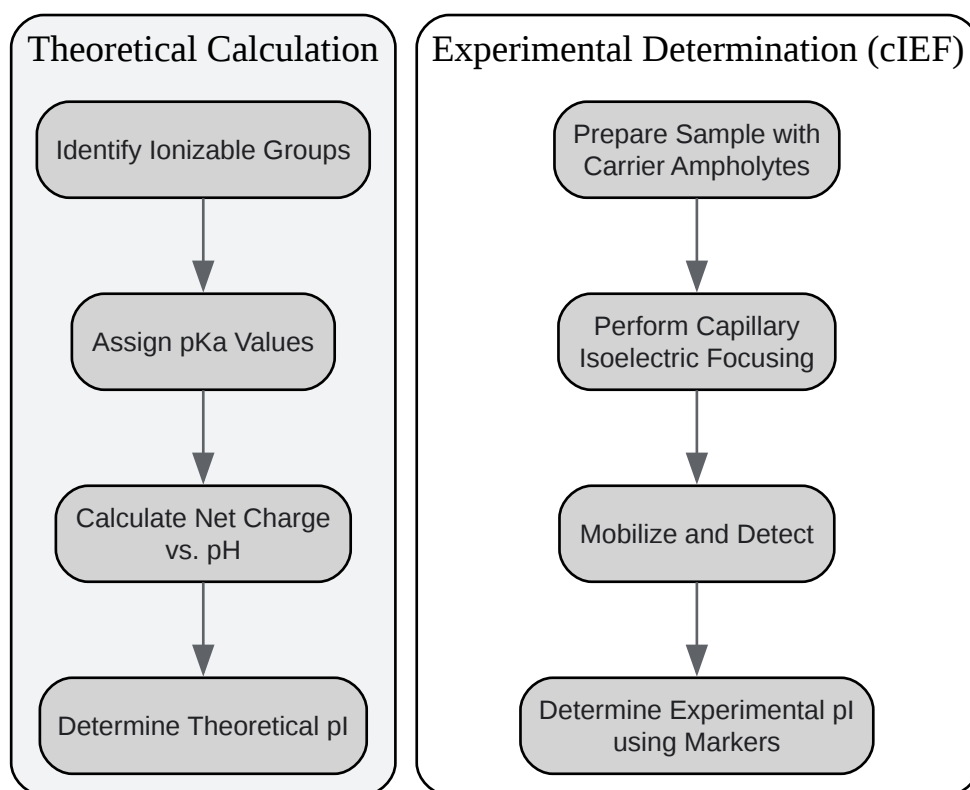 Theoretical Calculation
Identify Ionizable Groups
Assign pKa Values
Calculate Net Charge
vs. pH
Determine Theoretical pI
Experimental Determination (cIEF)
Prepare Sample with
Carrier Ampholytes
Perform Capillary
Isoelectric Focusing
Mobilize and Detect
Determine Experimental pI
using Markers